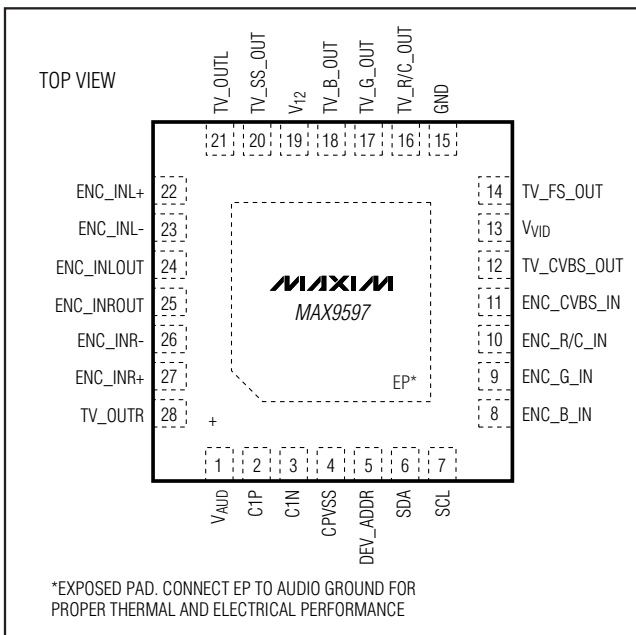 TOP VIEW
TV_OUTL
TV_SS_OUT
V12
TV_B_OUT
TV_G_OUT
TV_R/C_OUT
GND
21 20 19 18 17 16 15
ENC_INL+ 22
ENC_INL- 23
ENC_INLOUT 24
ENC_INROUT 25
ENC_INR- 26
ENC_INR+ 27
TV_OUTR 28
14 TV_FS_OUT
13 VVID
12 TV_CVBS_OUT
11 ENC_CVBS_IN
10 ENC_R/C_IN
9 ENC_G_IN
8 ENC_B_IN
MAXIM
MAX9597
EP*
+
1 2 3 4 5 6 7
VAUD
C1P
C1N
CPVSS
DEV_ADDR
SDA
SCL
*EXPOSED PAD. CONNECT EP TO AUDIO GROUND FOR
PROPER THERMAL AND ELECTRICAL PERFORMANCE